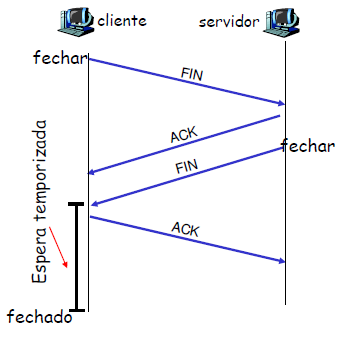 cliente
servidor
fechar
FIN
ACK
fechar
FIN
ACK
Espera temporizada
fechado